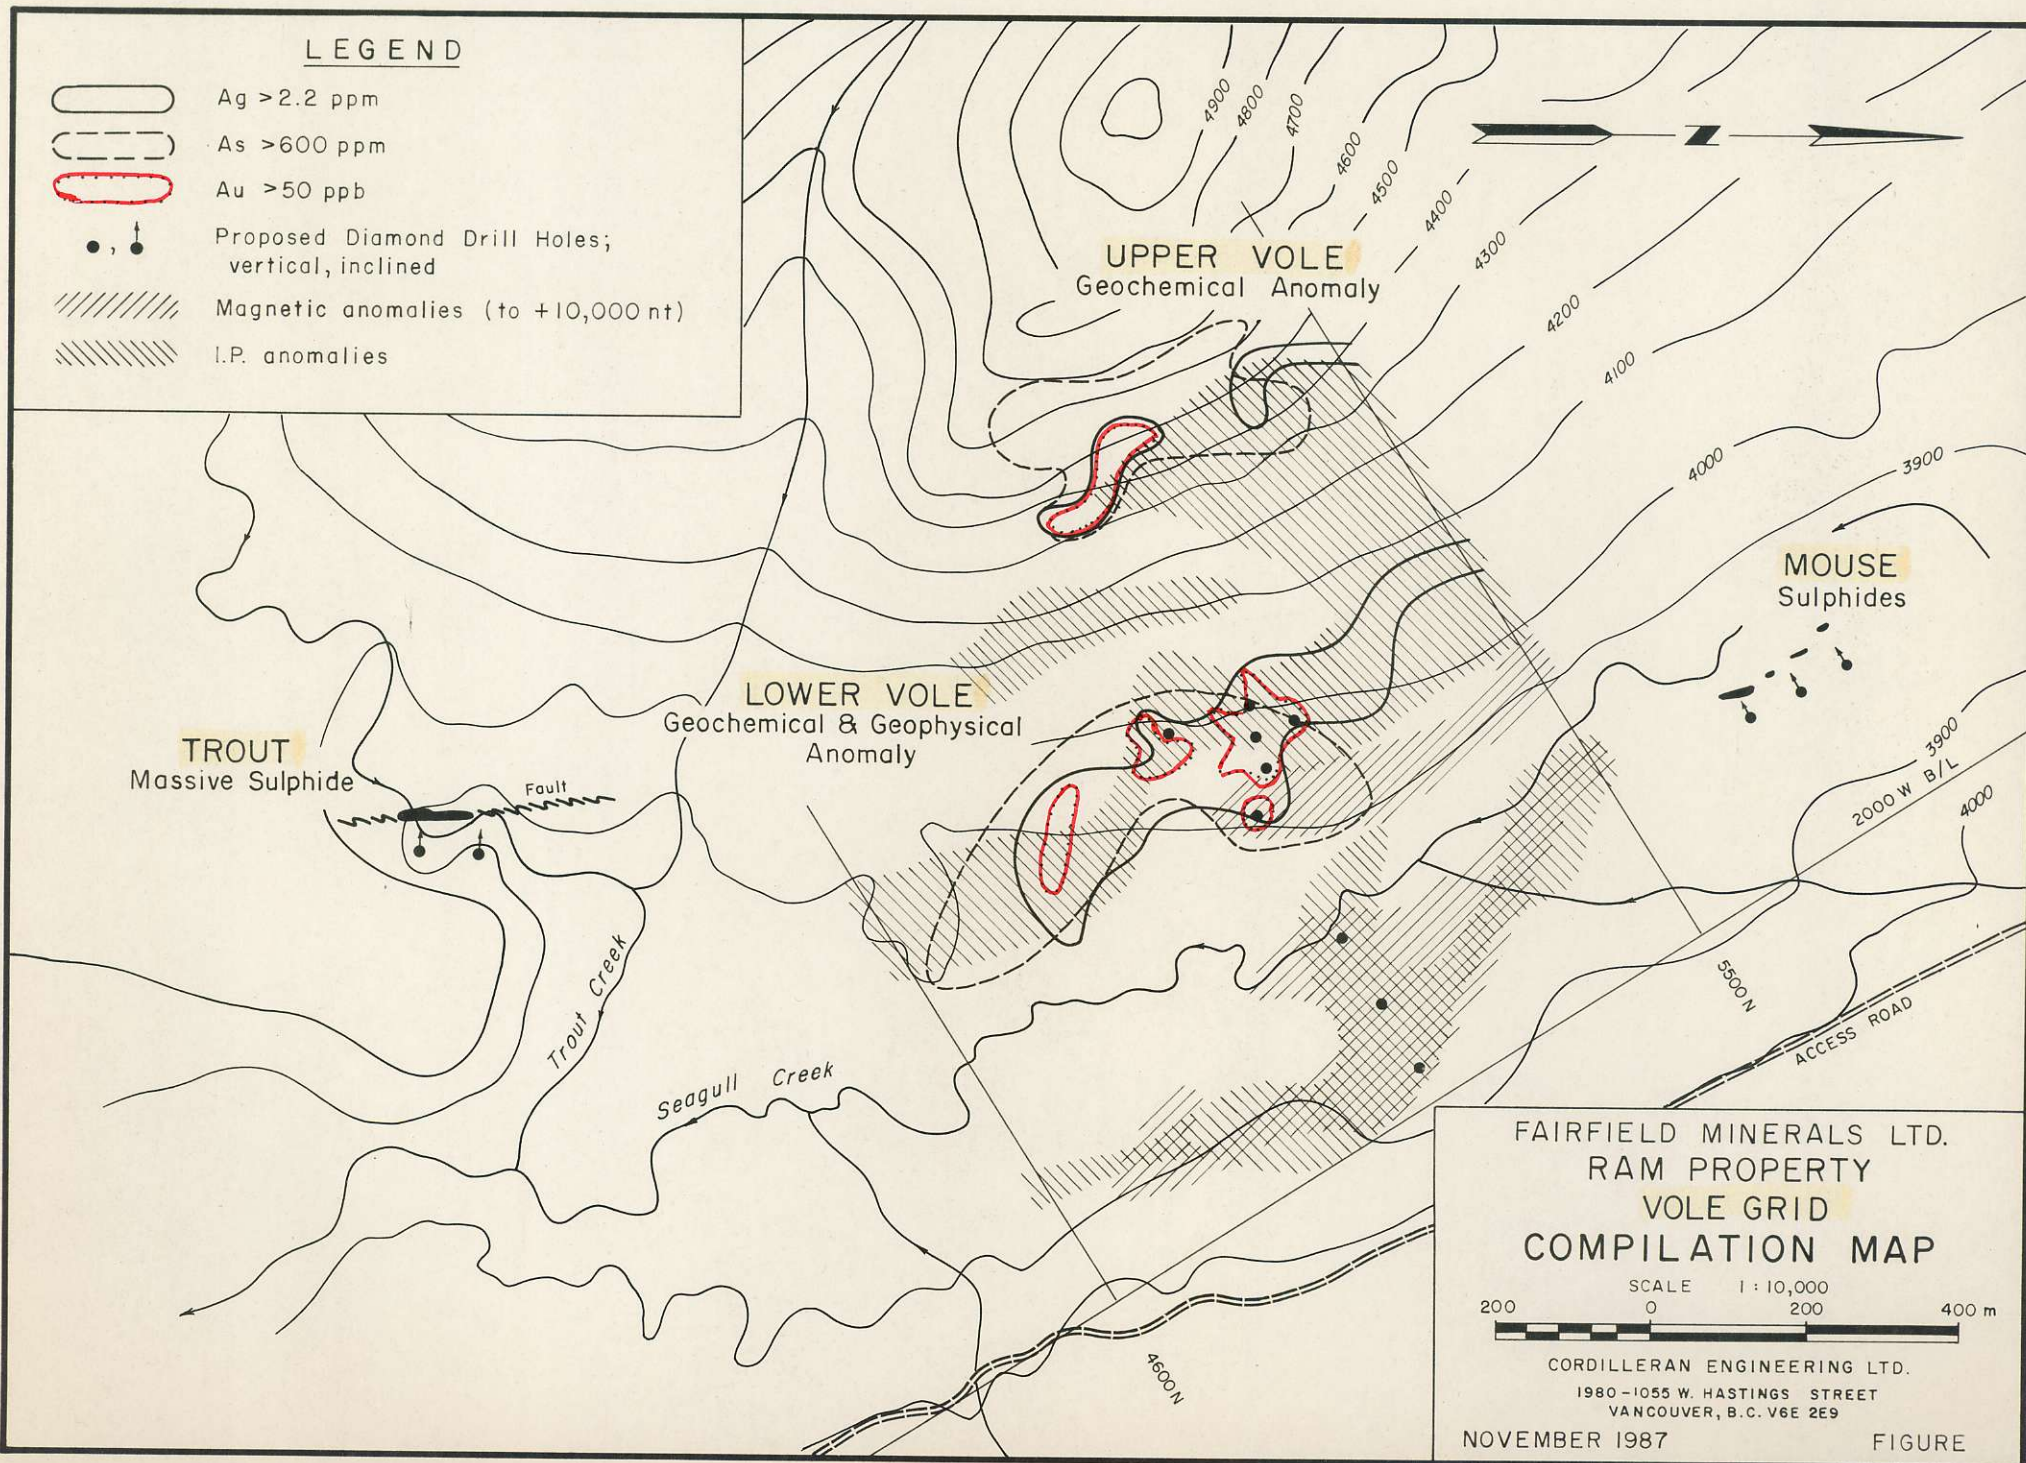 LEGEND
Ag >2.2 ppm
As >600 ppm
Au >50 ppb
Proposed Diamond Drill Holes;
vertical, inclined
Magnetic anomalies (to +10,000 nt)
I.P. anomalies
4900
4800
4700
4600
4500
4400
4300
4200
4100
4000
3900
N
UPPER VOLE
Geochemical Anomaly
MOUSE
Sulphides
LOWER VOLE
Geochemical & Geophysical
Anomaly
TROUT
Massive Sulphide
Fault
3900
2000 W B/L
4000
Trout Creek
Seagull Creek
5500 N
ACCESS ROAD
4600 N
FAIRFIELD MINERALS LTD.
RAM PROPERTY
VOLE GRID
COMPILATION MAP
SCALE 1:10,000
200 0 200 400 m
CORDILLERAN ENGINEERING LTD.
1980-1055 W. HASTINGS STREET
VANCOUVER, B.C. V6E 2E9
NOVEMBER 1987 FIGURE